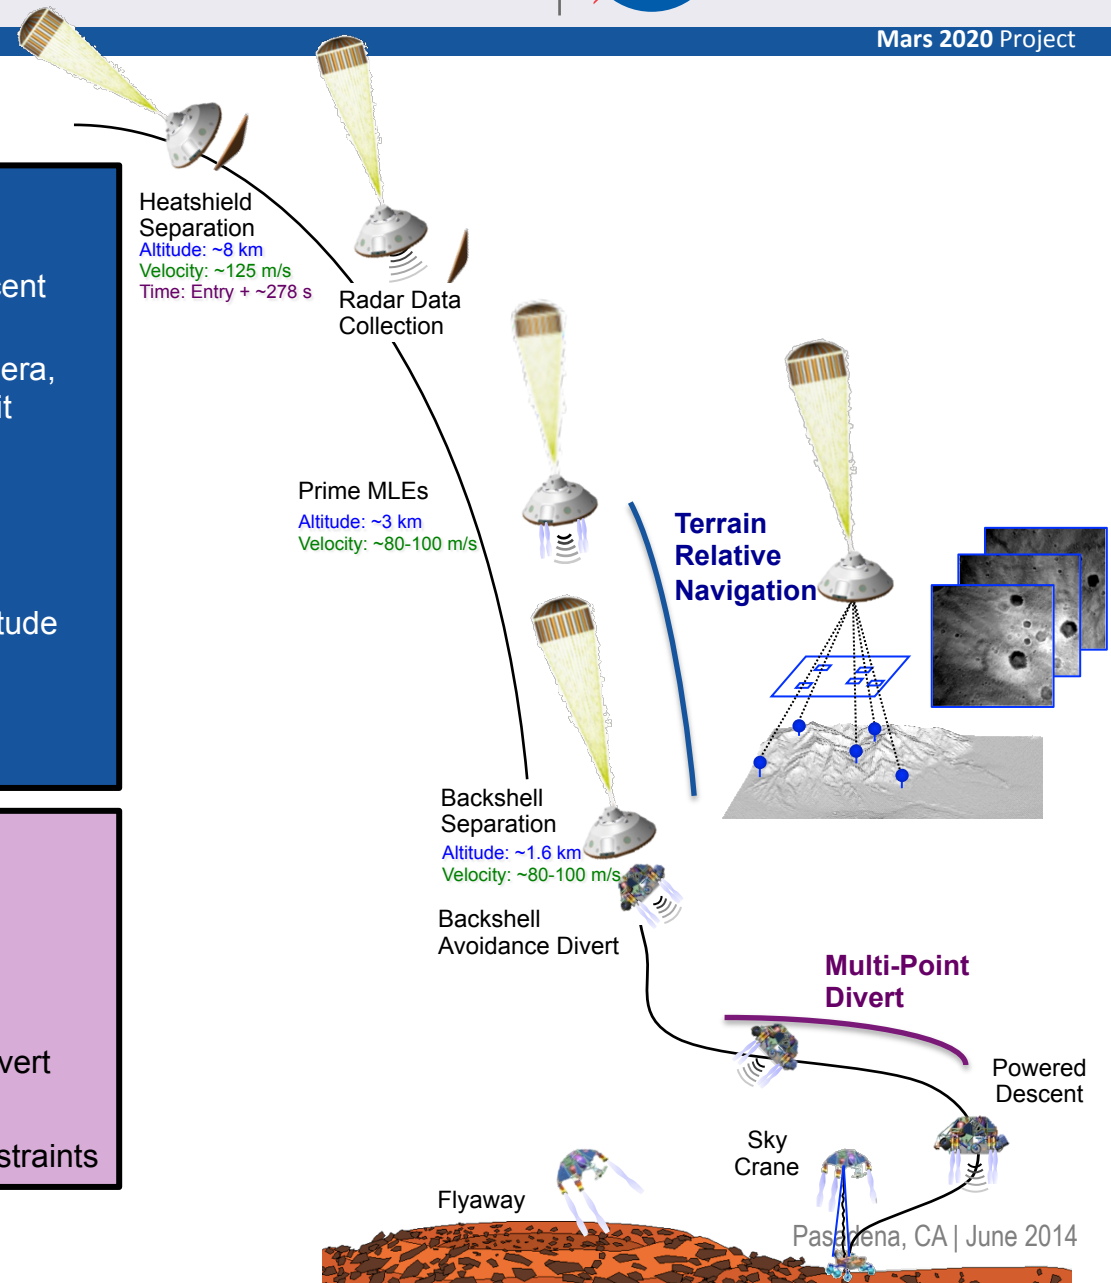 Mars 2020 Project
Heatshield
Separation
Altitude: ~8 km
Velocity: ~125 m/s
Time: Entry + ~278 s
Radar Data
Collection
Prime MLEs
Altitude: ~3 km
Velocity: ~80-100 m/s
Terrain
Relative
Navigation
Backshell
Separation
Altitude: ~1.6 km
Velocity: ~80-100 m/s
Backshell
Avoidance Divert
Multi-Point
Divert
Powered
Descent
Sky
Crane
Flyaway
Pasadena, CA | June 2014
cent
era,
it
tude
vert
straints